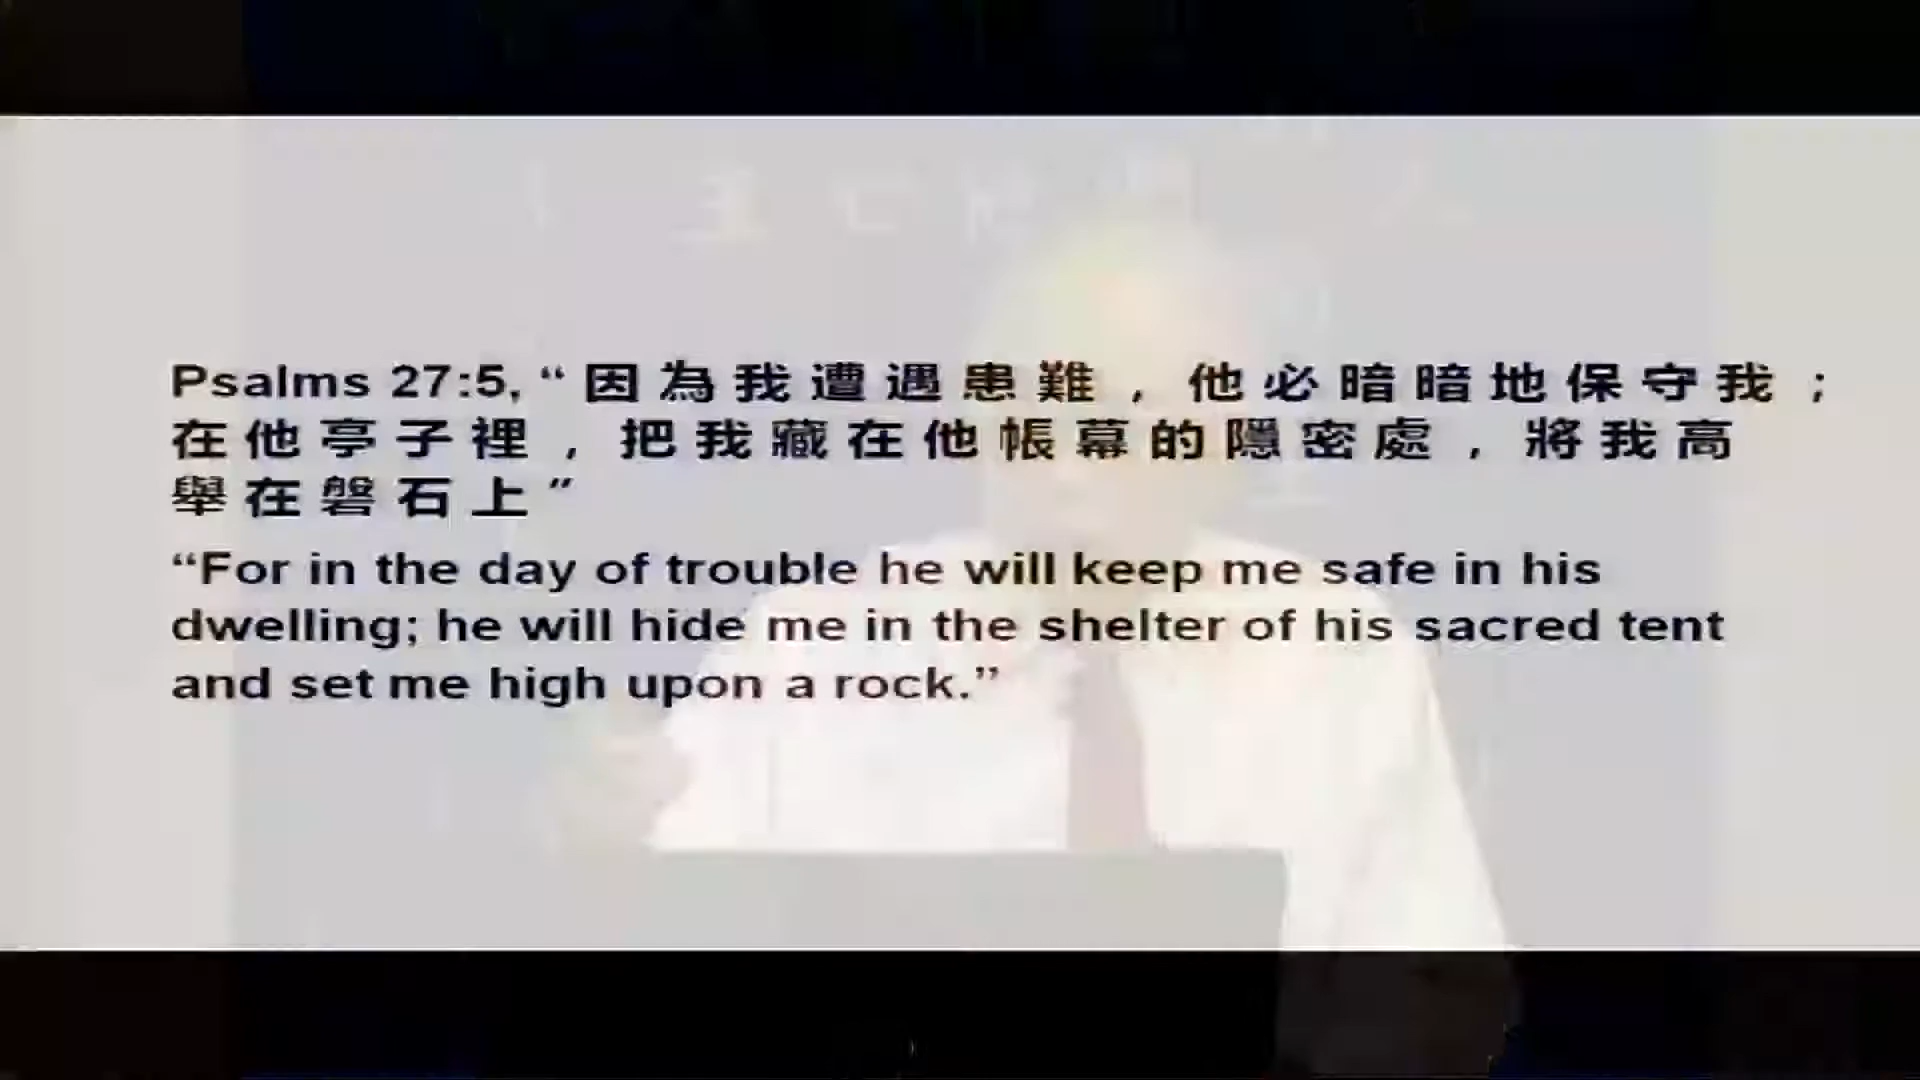 Psalms 27:5, “ 因 為 我 遭 遇 患 難 ， 他 必 暗 暗 地 保 守 我 ；
在 他 亭 子 裡 ， 把 我 藏 在 他 帳 幕 的 隱 密 處 ， 將 我 高
舉 在 磐 石 上 ”
“For in the day of trouble he will keep me safe in his
dwelling; he will hide me in the shelter of his sacred tent
and set me high upon a rock.”